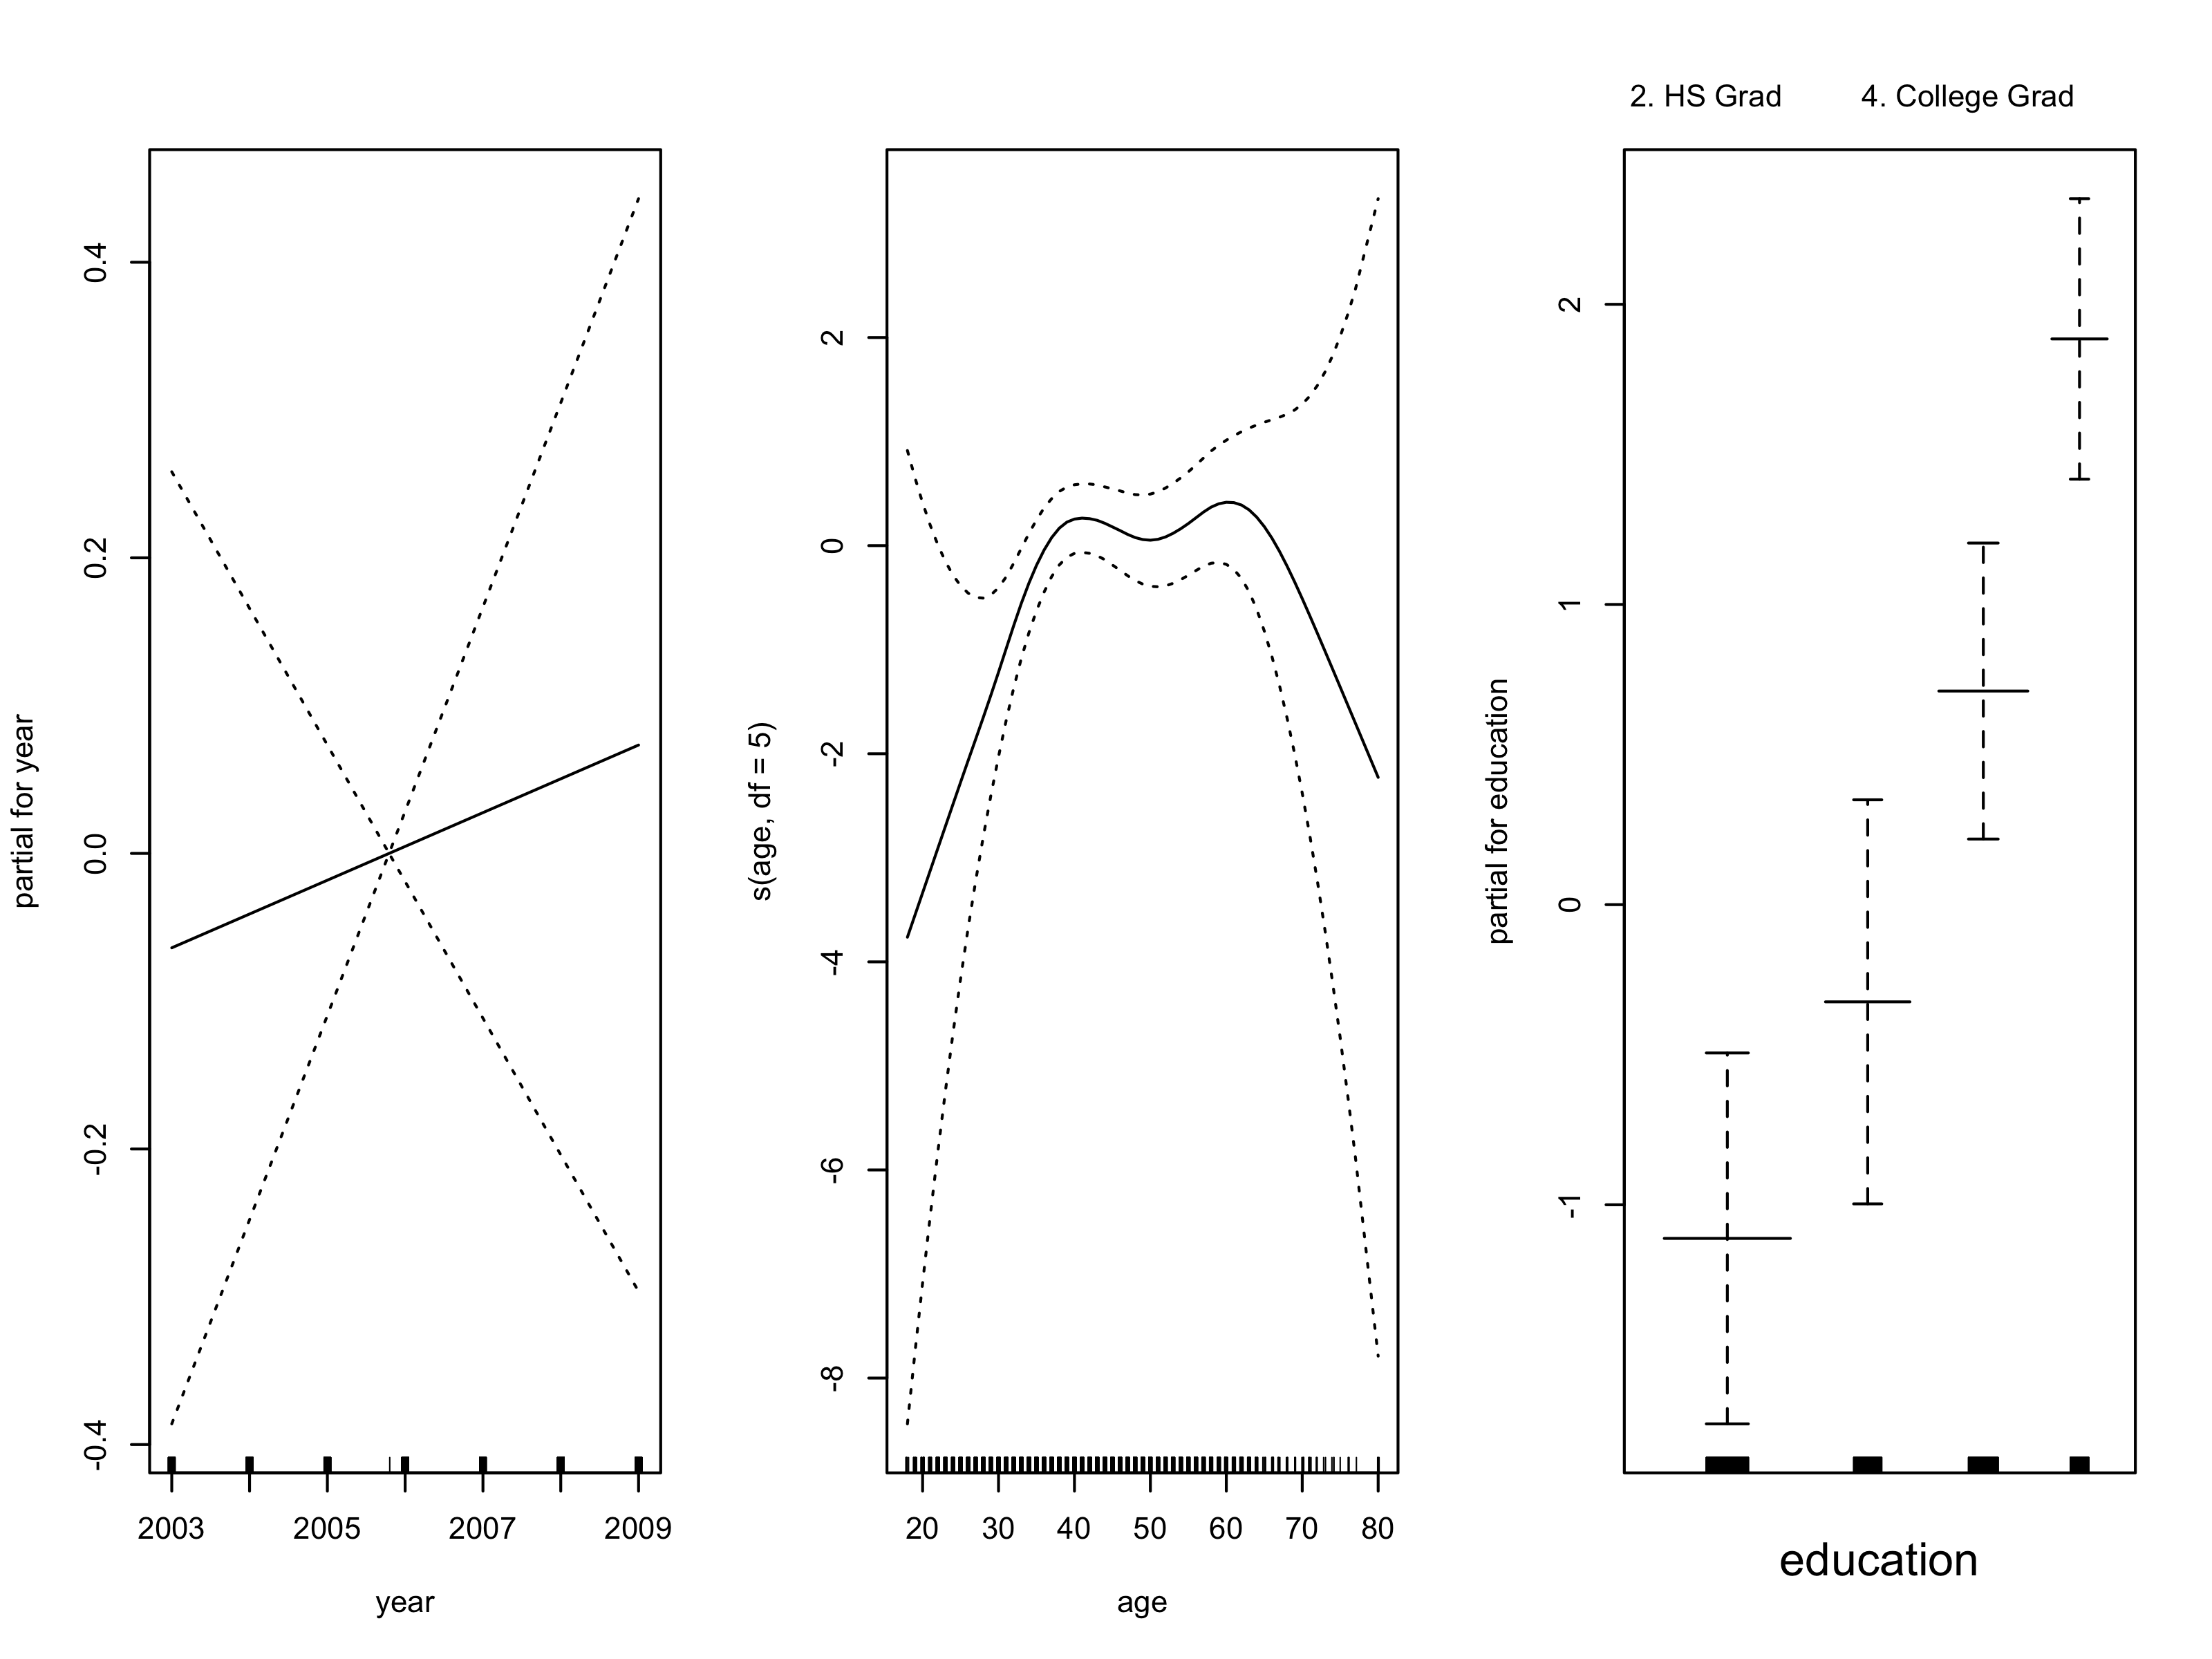 2. HS Grad 4. College Grad
partial for year
0.4
0.2
0.0
-0.2
-0.4
2003 2005 2007 2009
year
s(age, df = 5)
2
0
-2
-4
-6
-8
20 30 40 50 60 70 80
age
partial for education
2
1
0
-1
education